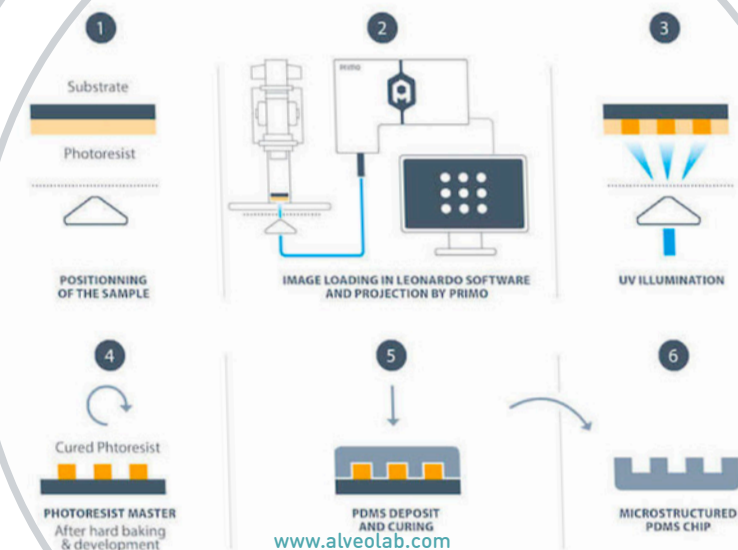 1
2
3
Substrate
Photoresist
PRIMO
POSITIONNING
OF THE SAMPLE
IMAGE LOADING IN LEONARDO SOFTWARE
AND PROJECTION BY PRIMO
UV ILLUMINATION
4
5
6
Cured Phtoresist
PHOTORESIST MASTER
After hard baking
& development
PDMS DEPOSIT
AND CURING
MICROSTRUCTURED
PDMS CHIP
www.alveolab.com